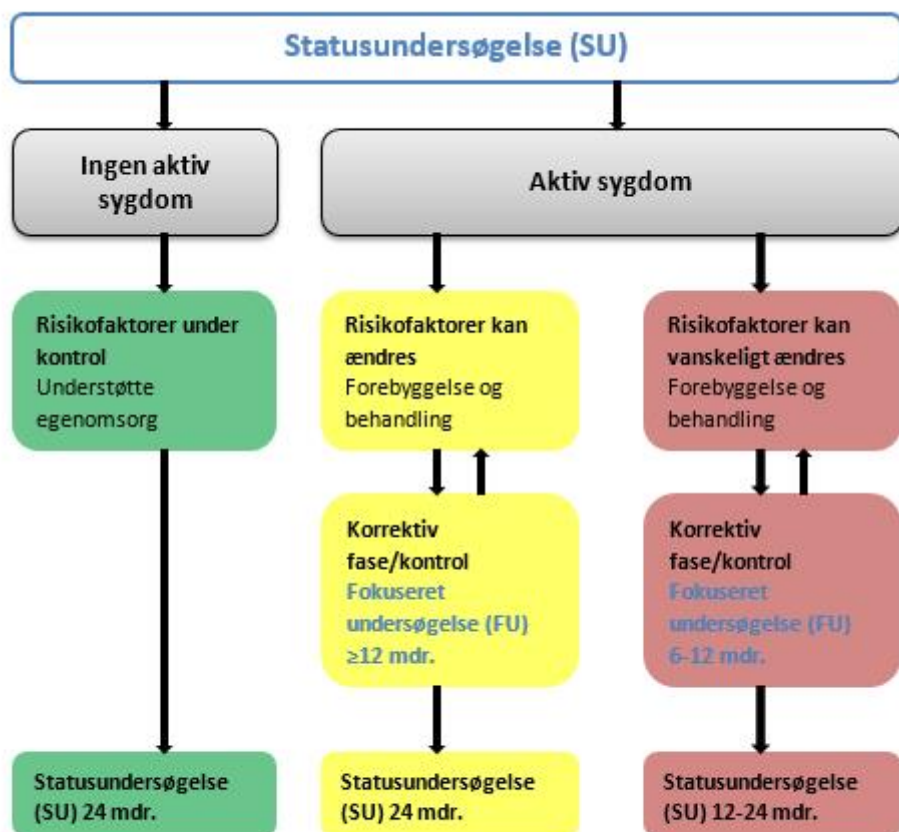 Statusundersøgelse (SU)
Ingen aktiv
sygdom
Aktiv sygdom
Risikofaktorer under
kontrol
Understøtte
egenomsorg
Risikofaktorer kan
ændres
Forebyggelse og
behandling
Risikofaktorer kan
vanskeligt ændres
Forebyggelse og
behandling
Korrektiv
fase/kontrol
Fokuseret
undersøgelse (FU)
≥12 mdr.
Korrektiv
fase/kontrol
Fokuseret
undersøgelse (FU)
6-12 mdr.
Statusundersøgelse
(SU) 24 mdr.
Statusundersøgelse
(SU) 24 mdr.
Statusundersøgelse
(SU) 12-24 mdr.